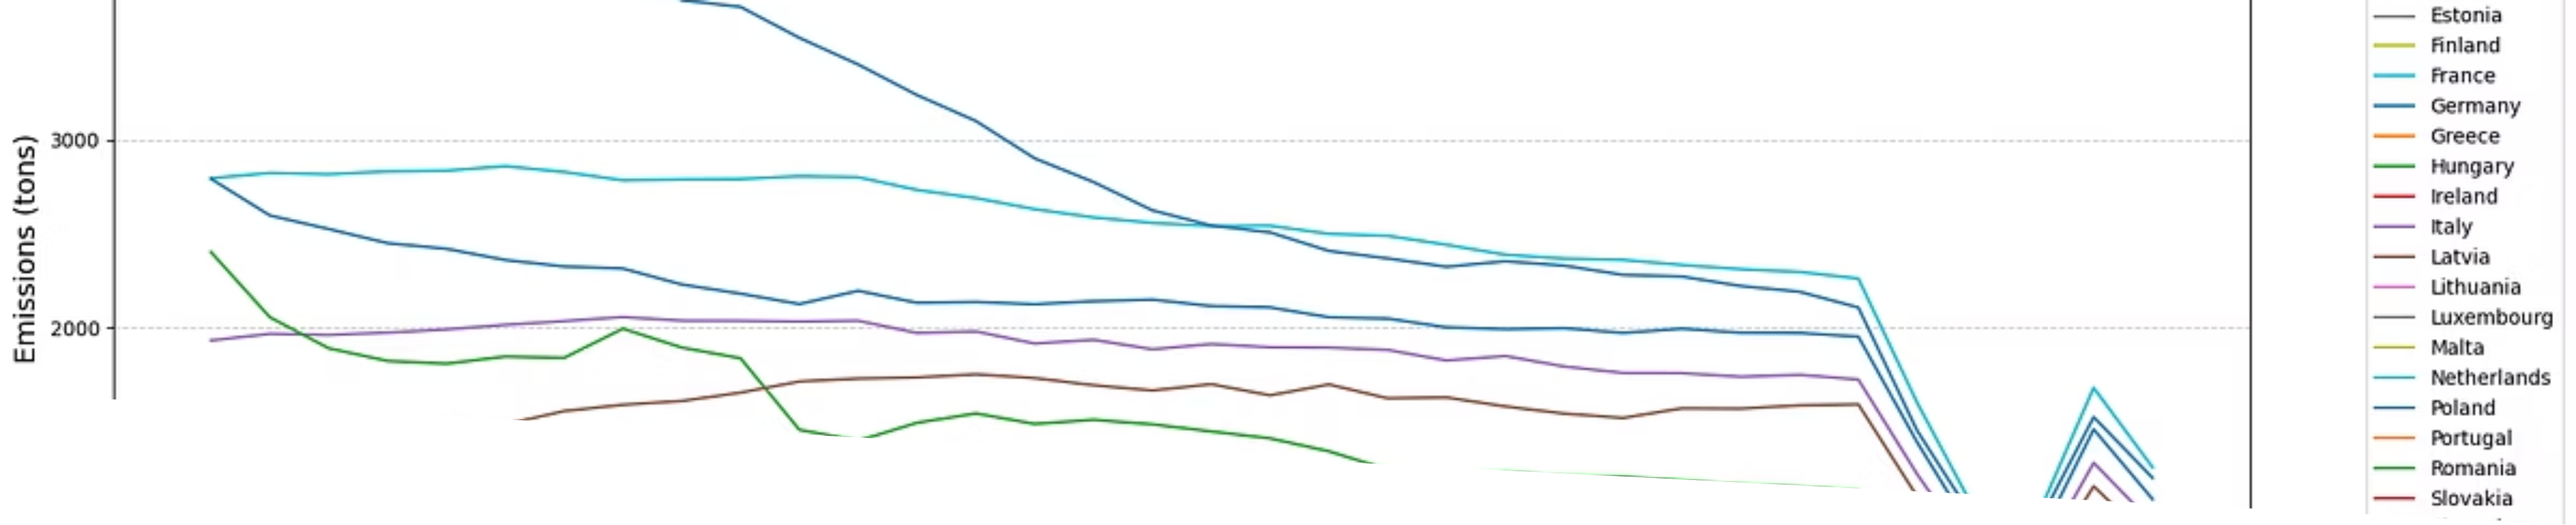 Emissions (tons)
3000
2000
Estonia
Finland
France
Germany
Greece
Hungary
Ireland
Italy
Latvia
Lithuania
Luxembourg
Malta
Netherlands
Poland
Portugal
Romania
Slovakia